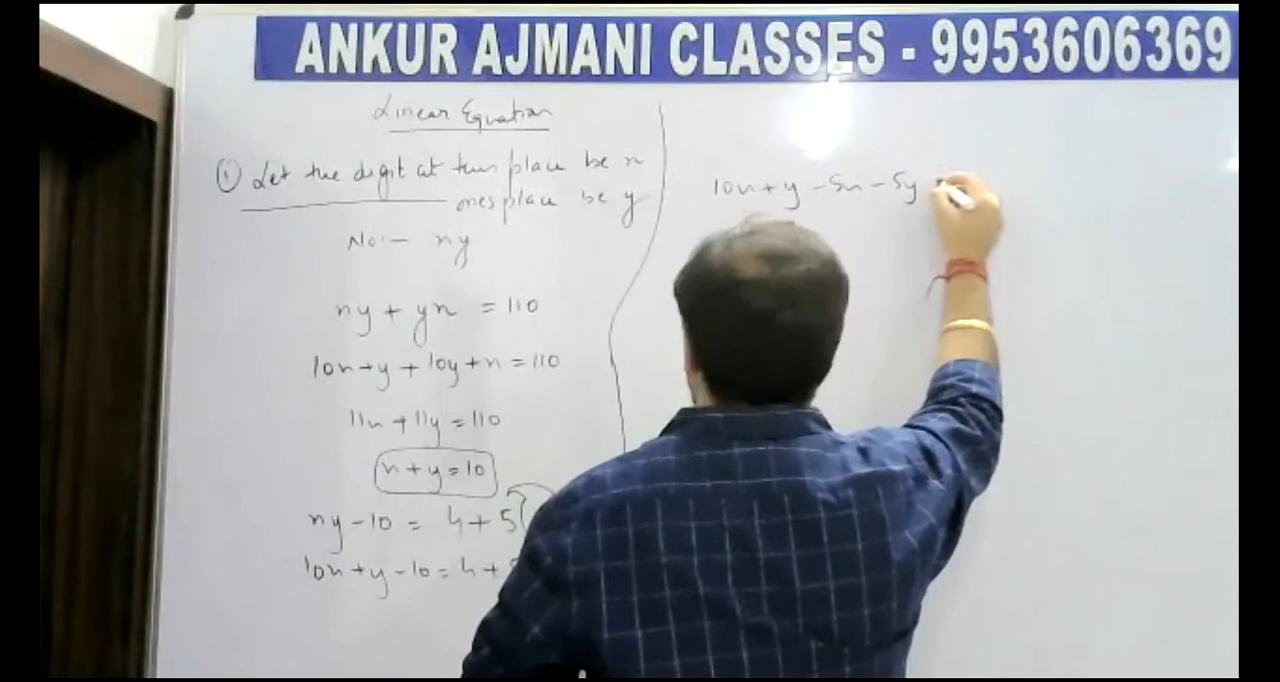 ANKUR AJMANI CLASSES - 9953606369
Linear Equation
① Let the digit at tens place be x
ones place be y
No:- xy
xy + yx = 110
10x + y + 10y + x = 110
11x + 11y = 110
x + y = 10
xy - 10 = 4 + 5(
10x + y - 10 = 4 + 5
10x + y - 5x - 5y